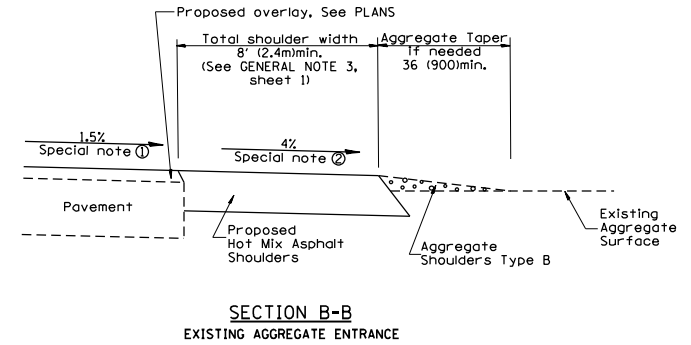 Proposed overlay, See PLANS
Total shoulder width
8' (2.4m)min.
(See GENERAL NOTE 3,
sheet 1)
Aggregate Taper
if needed
36 (900)min.
1.5%
Special note ①
4%
Special note ②
Pavement
Proposed
Hot Mix Asphalt
Shoulders
Aggregate
Shoulders Type B
Existing
Aggregate
Surface
SECTION B-B
EXISTING AGGREGATE ENTRANCE